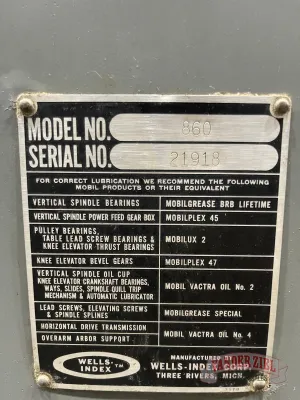 MODEL NO. 860
SERIAL NO. 21918
FOR CORRECT LUBRICATION WE RECOMMEND THE FOLLOWING
MOBIL PRODUCTS OR THEIR EQUIVALENT
VERTICAL SPINDLE BEARINGS MOBILGREASE BRB LIFETIME
VERTICAL SPINDLE POWER FEED GEAR BOX MOBILPLEX 45
PULLEY BEARINGS,
TABLE LEAD SCREW BEARINGS & MOBILUX 2
KNEE ELEVATOR THRUST BEARINGS
KNEE ELEVATOR BEVEL GEARS MOBILPLEX 47
VERTICAL SPINDLE OIL CUP
KNEE ELEVATOR CRANKSHAFT BEARINGS,
WAYS, SLIDES, SPINDLE QUILL TRIP MOBIL VACTRA OIL No. 2
MECHANISM & AUTOMATIC LUBRICATOR
LEAD SCREWS, ELEVATING SCREWS
& SPINDLE SPLINES MOBILGREASE SPECIAL
HORIZONTAL DRIVE TRANSMISSION
OVERARM ARBOR SUPPORT MOBIL VACTRA OIL No. 4
WELLS-
INDEX
TM
MANUFACTURED
WELLS-INDEX CORP.
THREE RIVERS, MICH.